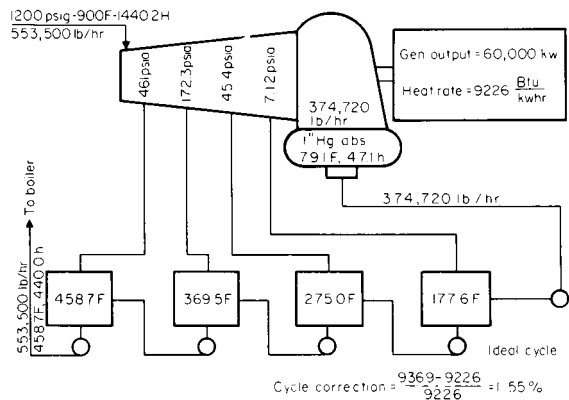 1200 psig-900F-1440.2H
553,500 lb/hr
461psia
172.3psia
45.4psia
7.12psia
374,720
lb/hr
1" Hg abs
79.1F, 47.1h
Gen output = 60,000 kw
Heat rate = 9226 Btu/kwhr
374,720 lb/hr
To boiler
553,500 lb/hr
458.7F, 440.0 h
458.7F
369.5F
275.0F
177.6F
Ideal cycle
Cycle correction = 9369-9226/9226 = 1.55%